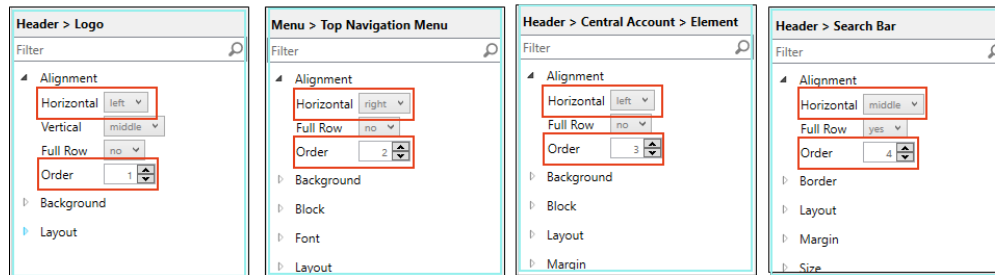 Header > Logo
Filter
Alignment
Horizontal left
Vertical middle
Full Row no
Order 1
Background
Layout
Menu > Top Navigation Menu
Filter
Alignment
Horizontal right
Full Row no
Order 2
Background
Block
Font
Layout
Header > Central Account > Element
Filter
Alignment
Horizontal left
Full Row no
Order 3
Background
Block
Layout
Margin
Header > Search Bar
Filter
Alignment
Horizontal middle
Full Row yes
Order 4
Border
Layout
Margin
Size